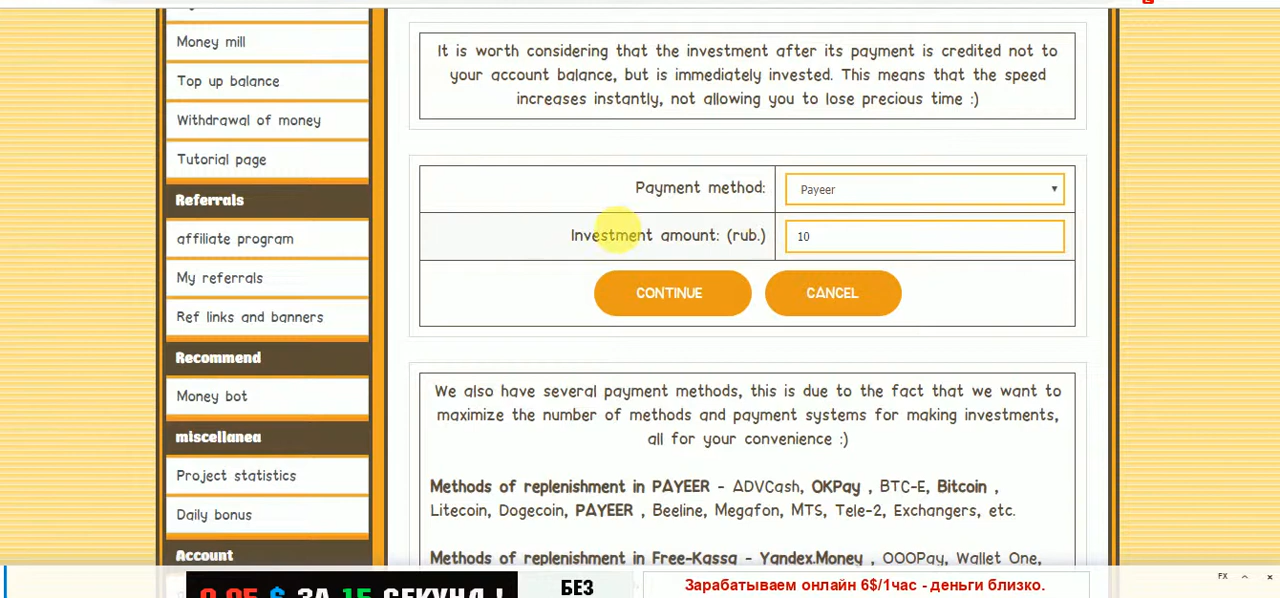 Money mill
Top up balance
Withdrawal of money
Tutorial page
Referrals
affiliate program
My referrals
Ref links and banners
Recommend
Money bot
miscellanea
Project statistics
Daily bonus
Account
It is worth considering that the investment after its payment is credited not to
your account balance, but is immediately invested. This means that the speed
increases instantly, not allowing you to lose precious time :)
Payment method: Payeer
Investment amount: (rub.) 10
CONTINUE CANCEL
We also have several payment methods, this is due to the fact that we want to
maximize the number of methods and payment systems for making investments,
all for your convenience :)
Methods of replenishment in PAYEER - ADVCash, OKPay , BTC-E, Bitcoin ,
Litecoin, Dogecoin, PAYEER , Beeline, Megafon, MTS, Tele-2, Exchangers, etc.
Methods of replenishment in Free-Kassa - Yandex.Money , OOOPay, Wallet One,
0.05 $ ЗА 15 СЕКУНД !
БЕЗ
Зарабатываем онлайн 6$/1час - деньги близко.
FX